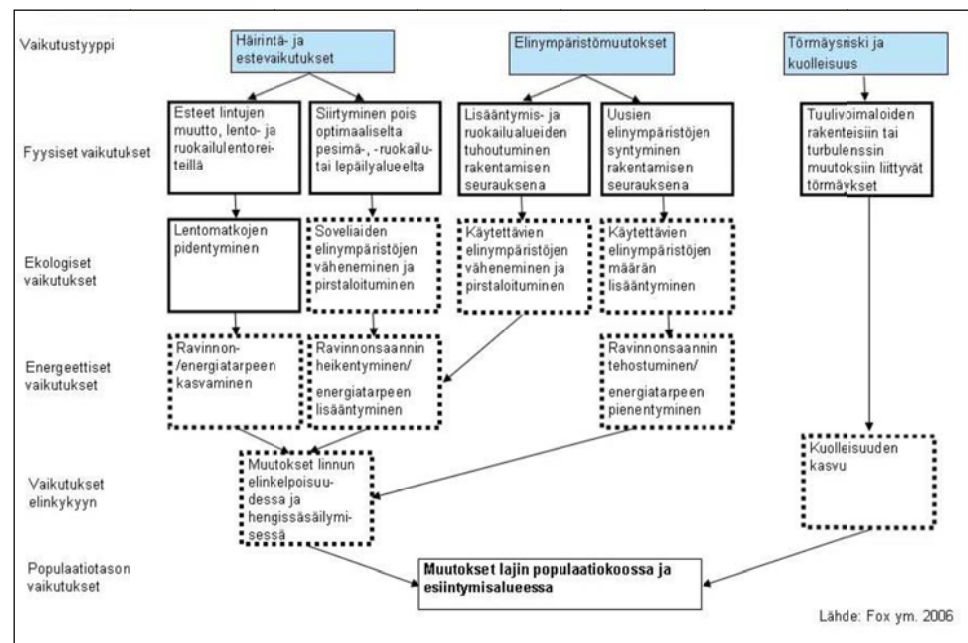 Vaikutustyyppi
Häirintä- ja
estevaikutukset
Elinympäristömuutokset
Törmäysriski ja
kuolleisuus
Fyysiset vaikutukset
Esteet lintujen
muutto, lento- ja
ruokailulentorei-
teillä
Siirtyminen pois
optimaaliselta
pesimä-, -ruokailu-
tai lepäilyalueelta
Lisääntymis- ja
ruokailualueiden
tuhoutuminen
rakentamisen
seurauksena
Uusien
elinympäristöjen
syntyminen
rakentamisen
seurauksena
Tuulivoimaloiden
rakenteisiin tai
turbulenssin
muutoksiin liittyvät
törmäykset
Ekologiset
vaikutukset
Lentomatkojen
pidentyminen
Soveliaiden
elinympäristöjen
väheneminen ja
pirstaloituminen
Käytettävien
elinympäristöjen
väheneminen ja
pirstaloituminen
Käytettävien
elinympäristöjen
määrän
lisääntyminen
Energeettiset
vaikutukset
Ravinnon-
/energiatarpeen
kasvaminen
Ravinnonsaannin
heikentyminen/
energiatarpeen
lisääntyminen
Ravinnonsaannin
tehostuminen/
energiatarpeen
pienentyminen
Vaikutukset
elinkykyyn
Muutokset linnun
elinkelpoisuu-
dessa ja
hengissäsäilymi-
sessä
Kuolleisuuden
kasvu
Populaatiotason
vaikutukset
Muutokset lajin populaatiokoossa ja
esiintymisalueessa
Lähde: Fox ym. 2006